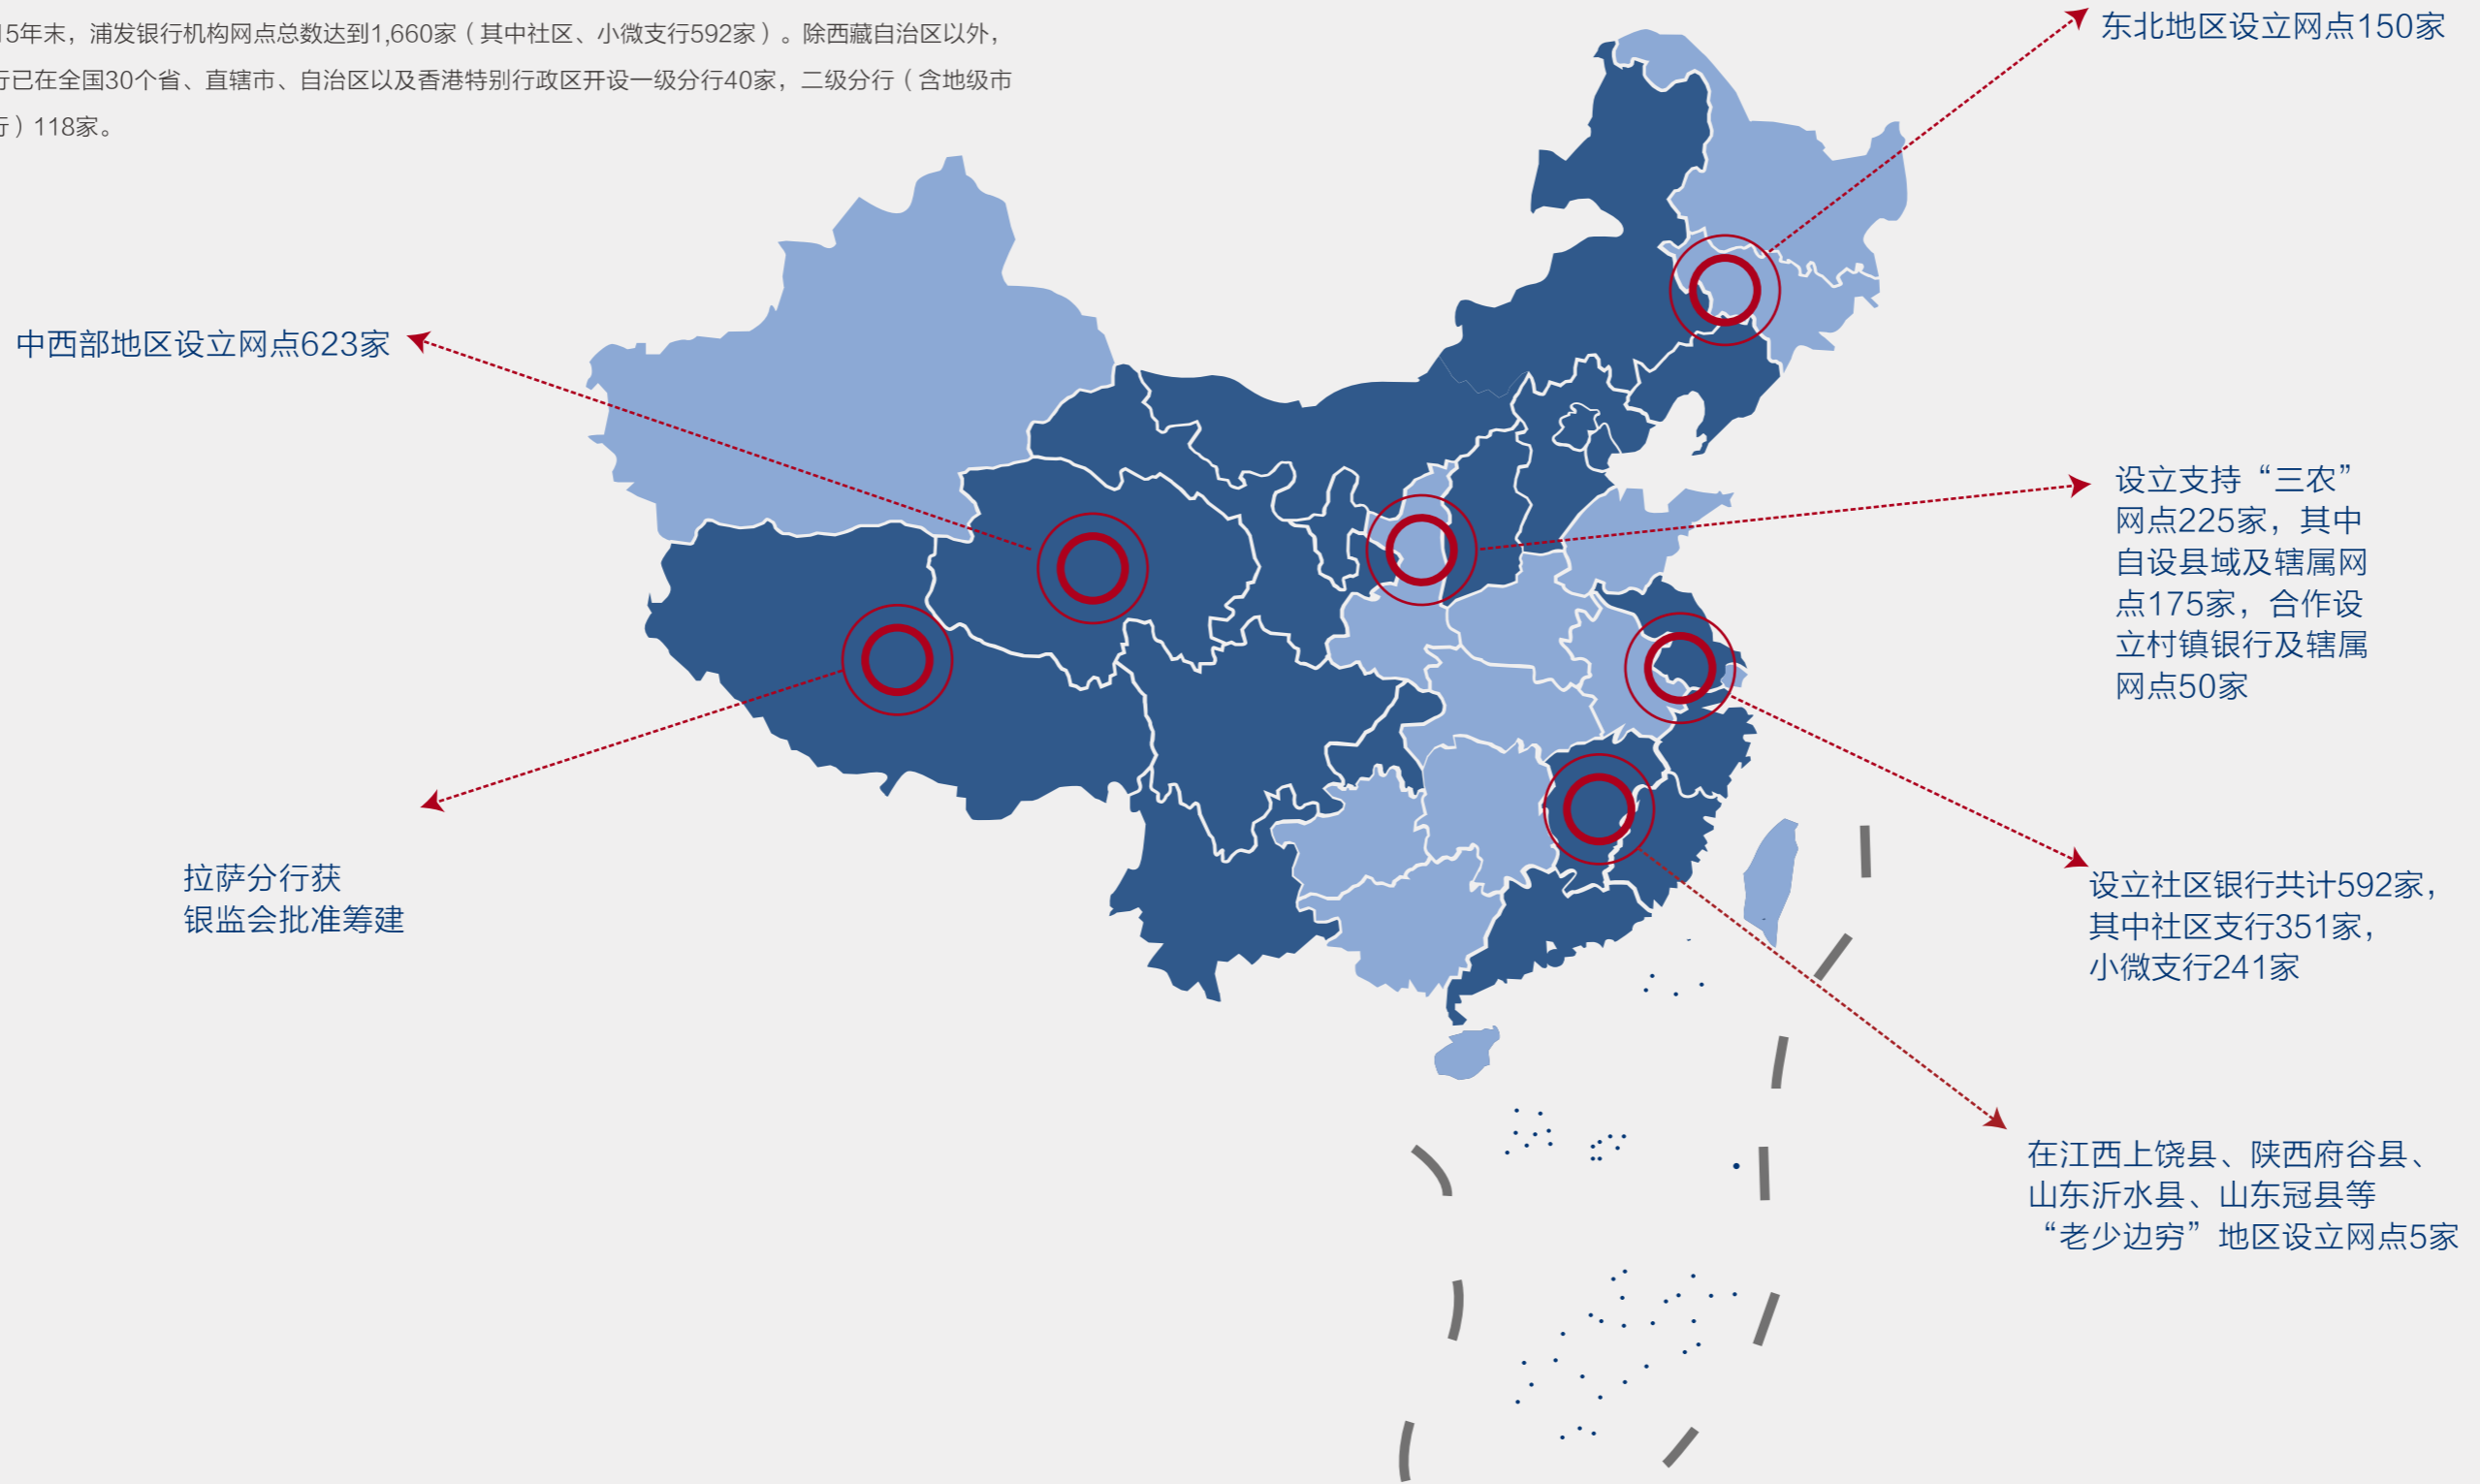 15年末，浦发银行机构网点总数达到1,660家（其中社区、小微支行592家）。除西藏自治区以外，
行已在全国30个省、直辖市、自治区以及香港特别行政区开设一级分行40家，二级分行（含地级市
行）118家。
东北地区设立网点150家
中西部地区设立网点623家
设立支持“三农”
网点225家，其中
自设县域及辖属网
点175家，合作设
立村镇银行及辖属
网点50家
拉萨分行获
银监会批准筹建
设立社区银行共计592家，
其中社区支行351家，
小微支行241家
在江西上饶县、陕西府谷县、
山东沂水县、山东冠县等
“老少边穷”地区设立网点5家